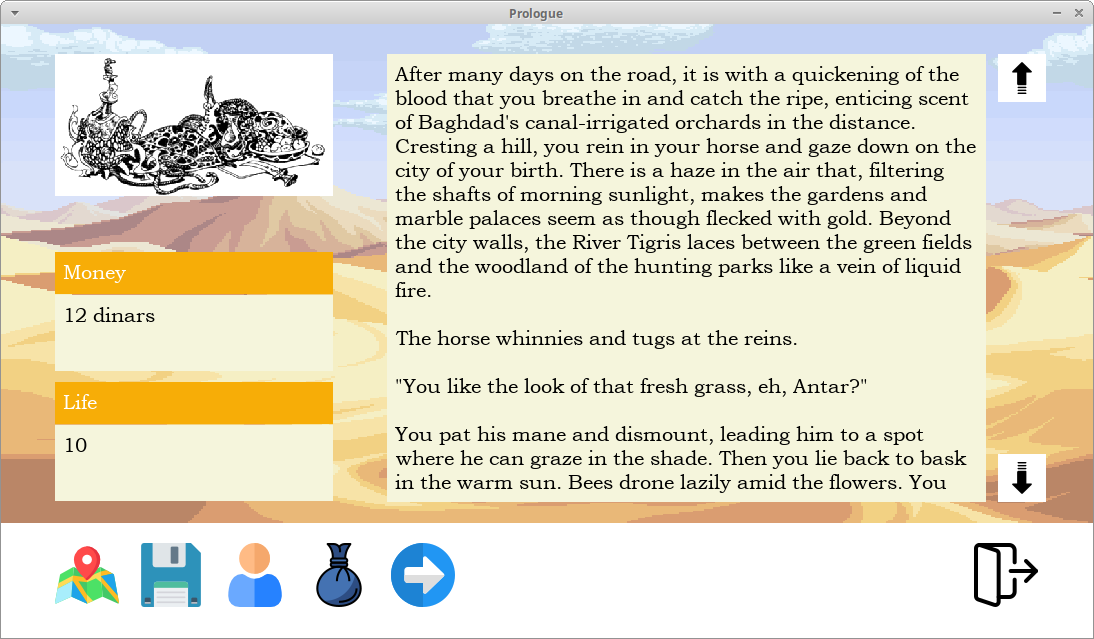 Prologue
After many days on the road, it is with a quickening of the
blood that you breathe in and catch the ripe, enticing scent
of Baghdad's canal-irrigated orchards in the distance.
Cresting a hill, you rein in your horse and gaze down on the
city of your birth. There is a haze in the air that, filtering
the shafts of morning sunlight, makes the gardens and
marble palaces seem as though flecked with gold. Beyond
the city walls, the River Tigris laces between the green fields
and the woodland of the hunting parks like a vein of liquid
fire.
The horse whinnies and tugs at the reins.
"You like the look of that fresh grass, eh, Antar?"
You pat his mane and dismount, leading him to a spot
where he can graze in the shade. Then you lie back to bask
in the warm sun. Bees drone lazily amid the flowers. You
Money
12 dinars
Life
10